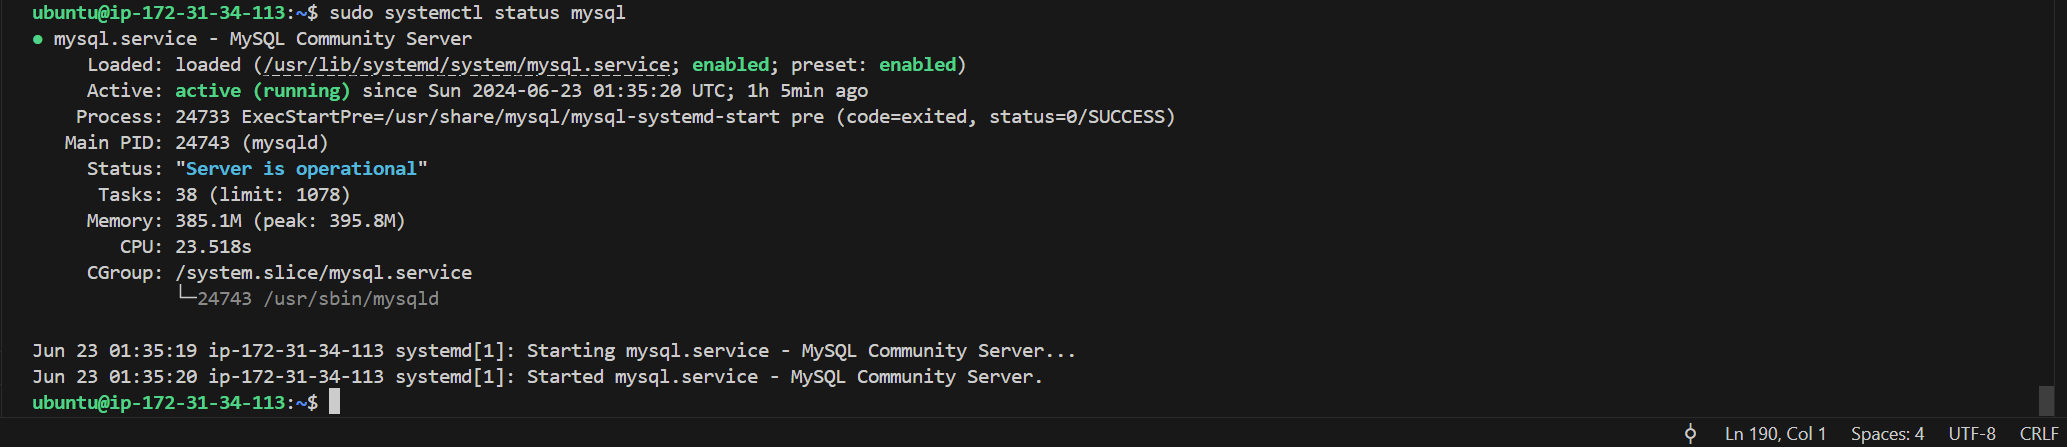 ubuntu@ip-172-31-34-113:~$ sudo systemctl status mysql
● mysql.service - MySQL Community Server
Loaded: loaded (/usr/lib/systemd/system/mysql.service; enabled; preset: enabled)
Active: active (running) since Sun 2024-06-23 01:35:20 UTC; 1h 5min ago
Process: 24733 ExecStartPre=/usr/share/mysql/mysql-systemd-start pre (code=exited, status=0/SUCCESS)
Main PID: 24743 (mysqld)
Status: "Server is operational"
Tasks: 38 (limit: 1078)
Memory: 385.1M (peak: 395.8M)
CPU: 23.518s
CGroup: /system.slice/mysql.service
└─24743 /usr/sbin/mysqld
Jun 23 01:35:19 ip-172-31-34-113 systemd[1]: Starting mysql.service - MySQL Community Server...
Jun 23 01:35:20 ip-172-31-34-113 systemd[1]: Started mysql.service - MySQL Community Server.
ubuntu@ip-172-31-34-113:~$
Ln 190, Col 1 Spaces: 4 UTF-8 CRLF